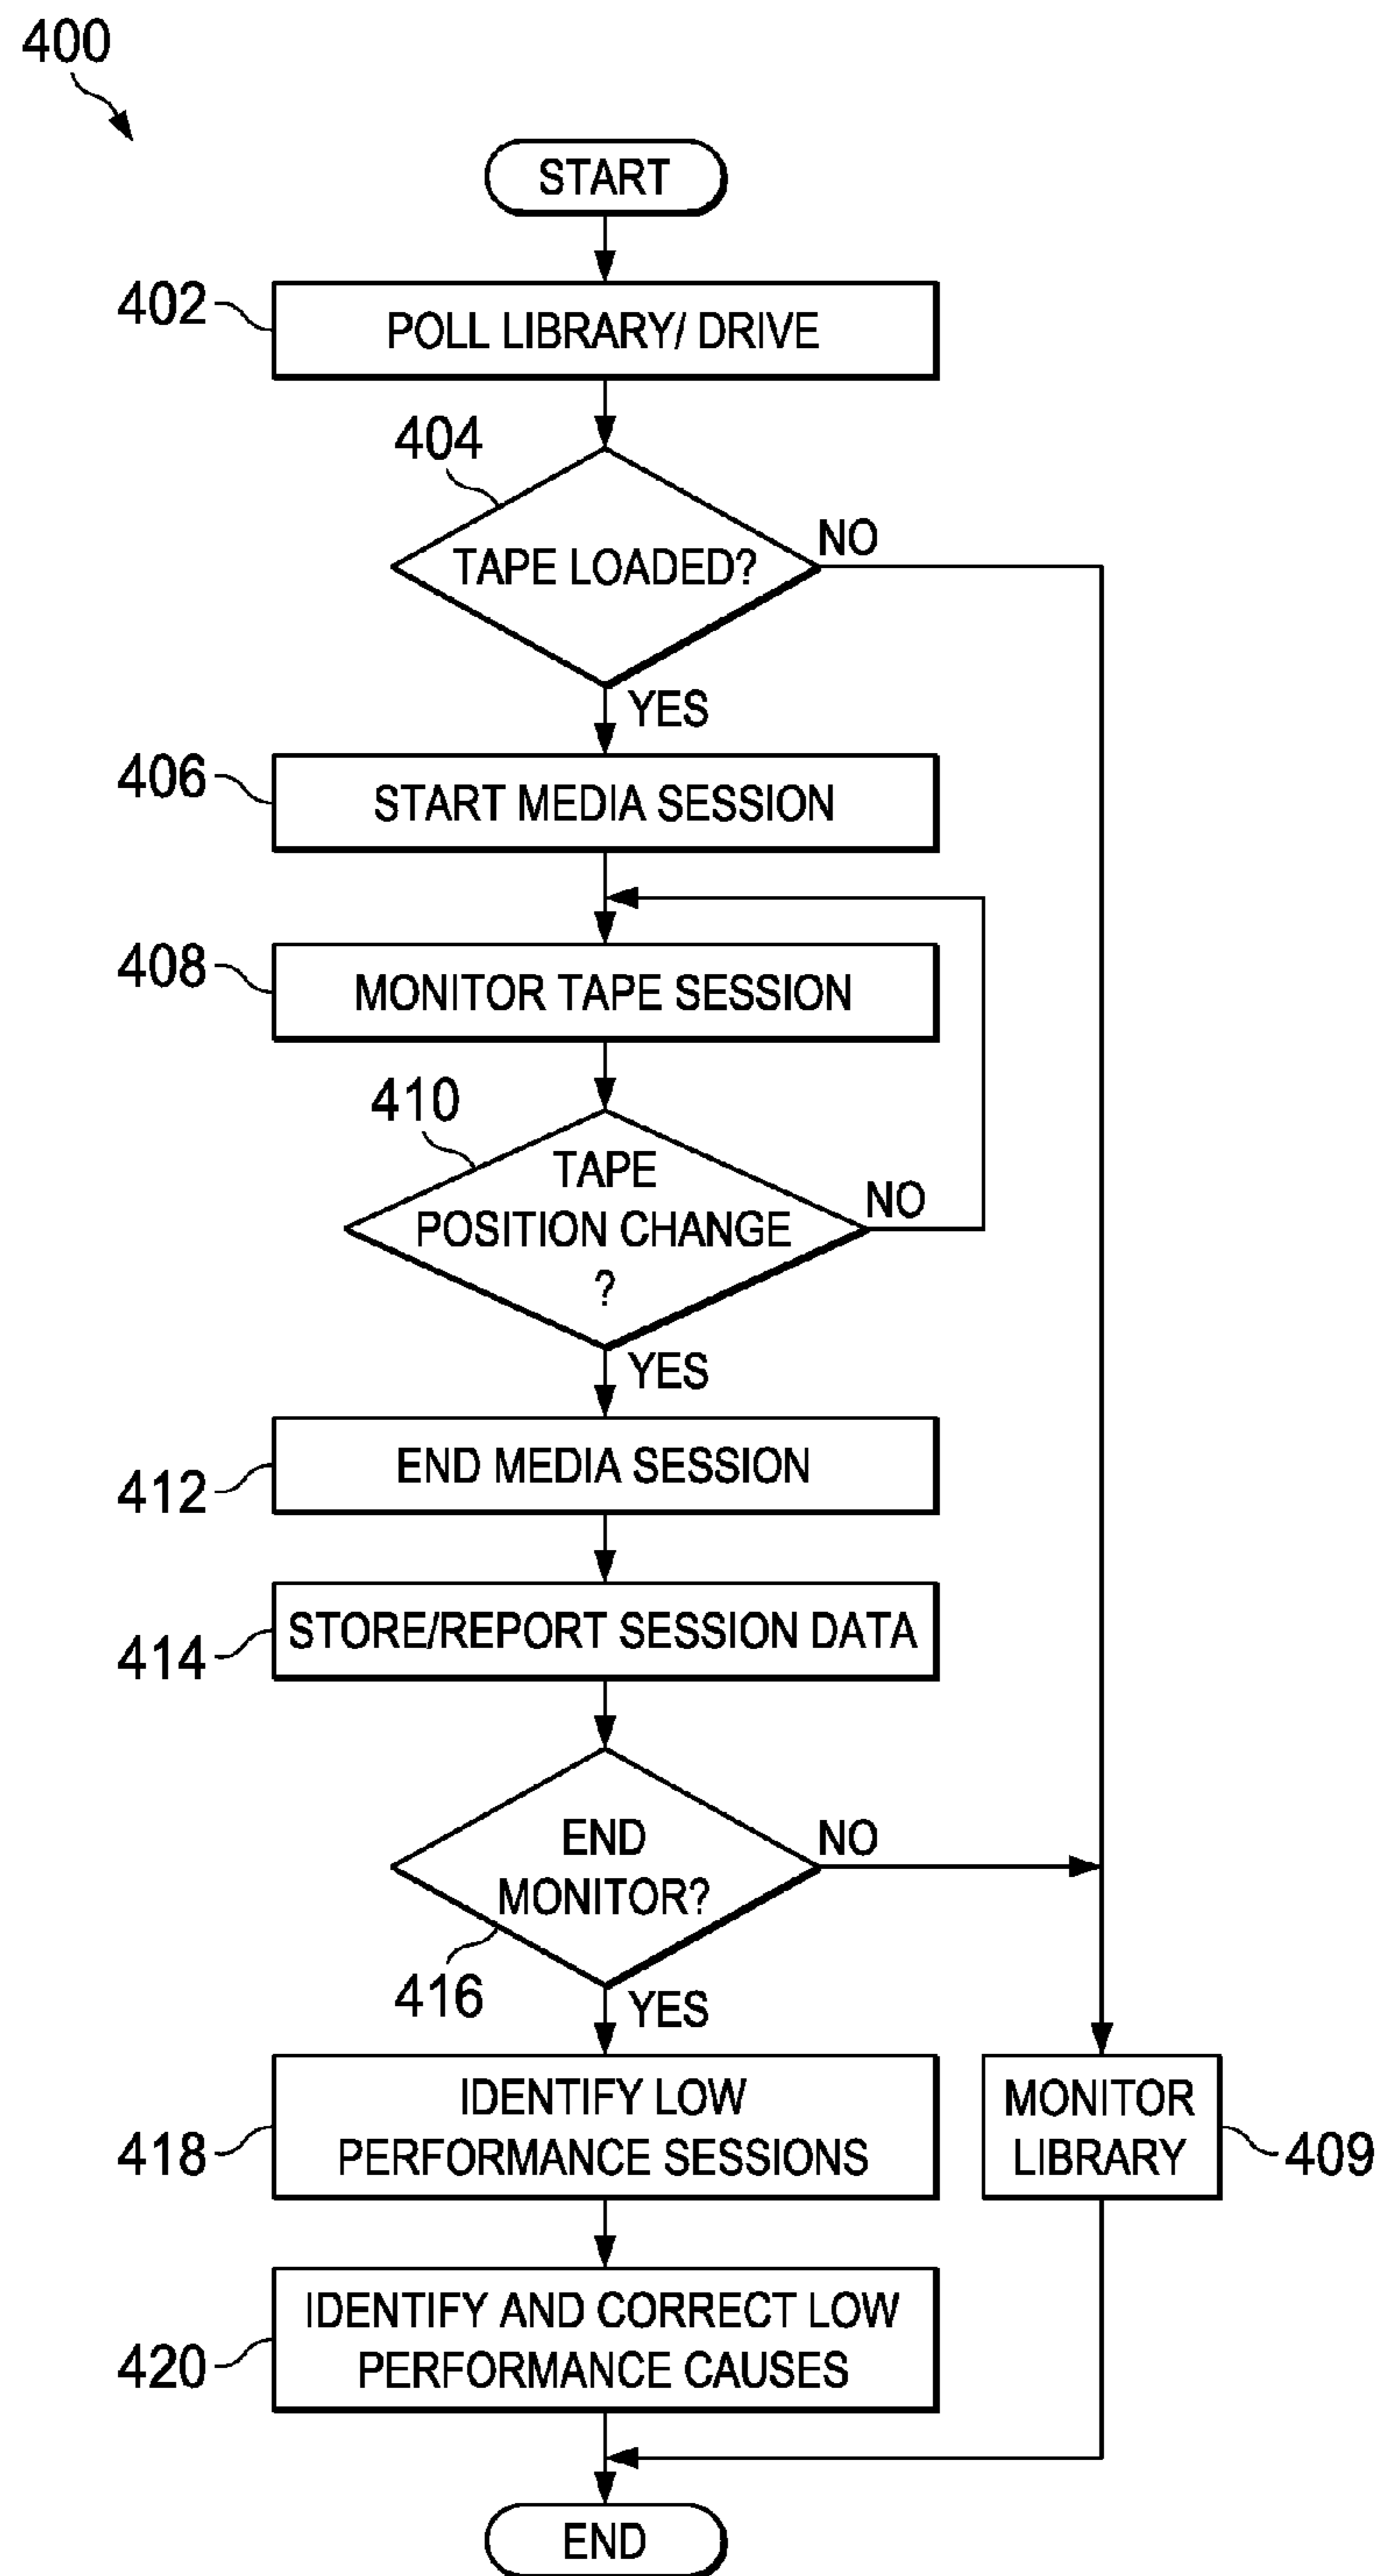 400
START
402
POLL LIBRARY/ DRIVE
404
TAPE LOADED?
NO
YES
406
START MEDIA SESSION
408
MONITOR TAPE SESSION
410
TAPE
POSITION CHANGE
?
NO
YES
412
END MEDIA SESSION
414
STORE/REPORT SESSION DATA
END
MONITOR?
NO
416
YES
418
IDENTIFY LOW
PERFORMANCE SESSIONS
MONITOR
LIBRARY
409
420
IDENTIFY AND CORRECT LOW
PERFORMANCE CAUSES
END